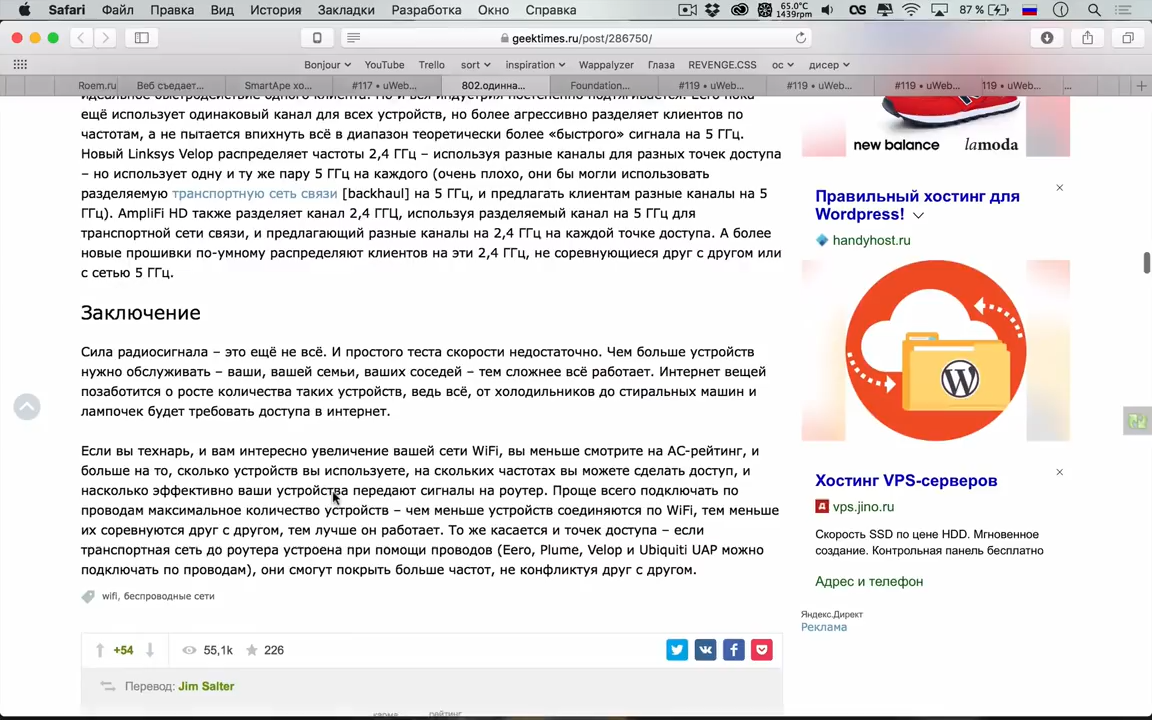 Safari Файл Правка Вид История Закладки Разработка Окно Справка 65.0°C 1439rpm 87 %
geektimes.ru/post/286750/
Bonjour YouTube Trello sort inspiration Wappalyzer Глаза REVENGE.CSS ос дисер
Roem.ru Веб съедает... SmartApe хо... #117 • uWeb... 802.одинна... Foundation... #119 • uWeb... #119 • uWeb... #119 • uWeb... 119 • uWeb... ...
ещё использует одинаковый канал для всех устройств, но более агрессивно разделяет клиентов по
частотам, а не пытается впихнуть всё в диапазон теоретически более «быстрого» сигнала на 5 ГГц.
Новый Linksys Velop распределяет частоты 2,4 ГГц – используя разные каналы для разных точек доступа
– но использует одну и ту же пару 5 ГГц на каждого (очень плохо, они бы могли использовать
разделяемую транспортную сеть связи [backhaul] на 5 ГГц, и предлагать клиентам разные каналы на 5
ГГц). AmpliFi HD также разделяет канал 2,4 ГГЦ, используя разделяемый канал на 5 ГГц для
транспортной сети связи, и предлагающий разные каналы на 2,4 ГГц на каждой точке доступа. А более
новые прошивки по-умному распределяют клиентов на эти 2,4 ГГц, не соревнующиеся друг с другом или
с сетью 5 ГГц.
Заключение
Сила радиосигнала – это ещё не всё. И простого теста скорости недостаточно. Чем больше устройств
нужно обслуживать – ваши, вашей семьи, ваших соседей – тем сложнее всё работает. Интернет вещей
позаботится о росте количества таких устройств, ведь всё, от холодильников до стиральных машин и
лампочек будет требовать доступа в интернет.
Если вы технарь, и вам интересно увеличение вашей сети WiFi, вы меньше смотрите на AC-рейтинг, и
больше на то, сколько устройств вы используете, на скольких частотах вы можете сделать доступ, и
насколько эффективно ваши устройства передают сигналы на роутер. Проще всего подключать по
проводам максимальное количество устройств – чем меньше устройств соединяются по WiFi, тем меньше
их соревнуются друг с другом, тем лучше он работает. То же касается и точек доступа – если
транспортная сеть до роутера устроена при помощи проводов (Eero, Plume, Velop и Ubiquiti UAP можно
подключать по проводам), они смогут покрыть больше частот, не конфликтуя друг с другом.
wifi, беспроводные сети
+54 55,1k 226
Перевод: Jim Salter
new balance lamoda
Правильный хостинг для
Wordpress!
handyhost.ru
Хостинг VPS-серверов
vps.jino.ru
Скорость SSD по цене HDD. Мгновенное
создание. Контрольная панель бесплатно
Адрес и телефон
Яндекс.Директ
Реклама